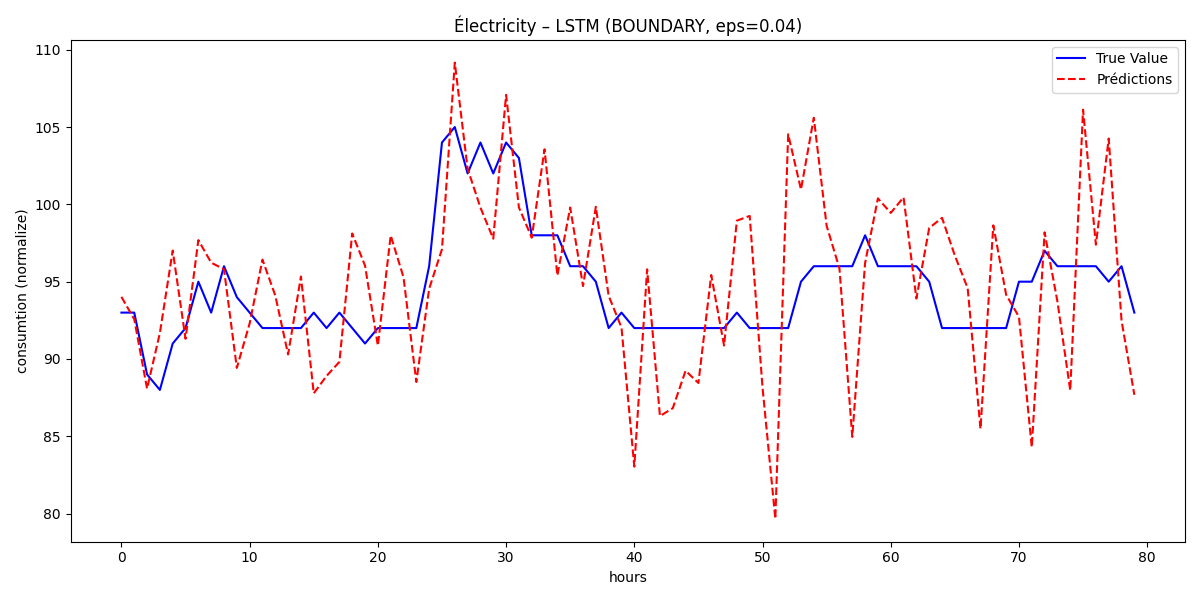 Électricity – LSTM (BOUNDARY, eps=0.04)
True Value
Prédictions
consumtion (normalize)
110
105
100
95
90
85
80
0 10 20 30 40 50 60 70 80
hours